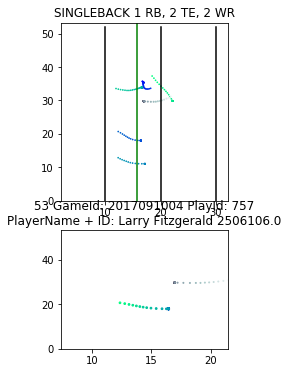 SINGLEBACK 1 RB, 2 TE, 2 WR
50
40
30
20
10
0
10 20 30
53 GameId: 2017091004 PlayId: 757
PlayerName + ID: Larry Fitzgerald 2506106.0
40
20
0
10 15 20